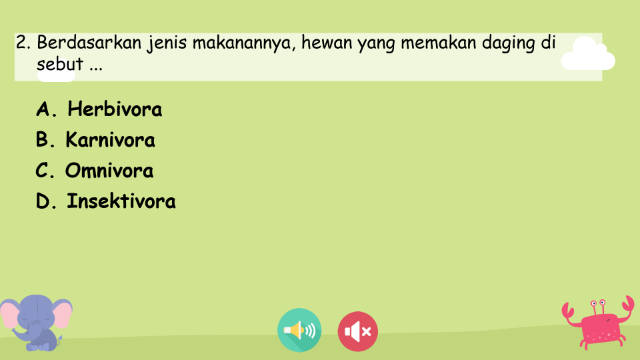 2. Berdasarkan jenis makanannya, hewan yang memakan daging di
sebut ...
A. Herbivora
B. Karnivora
C. Omnivora
D. Insektivora